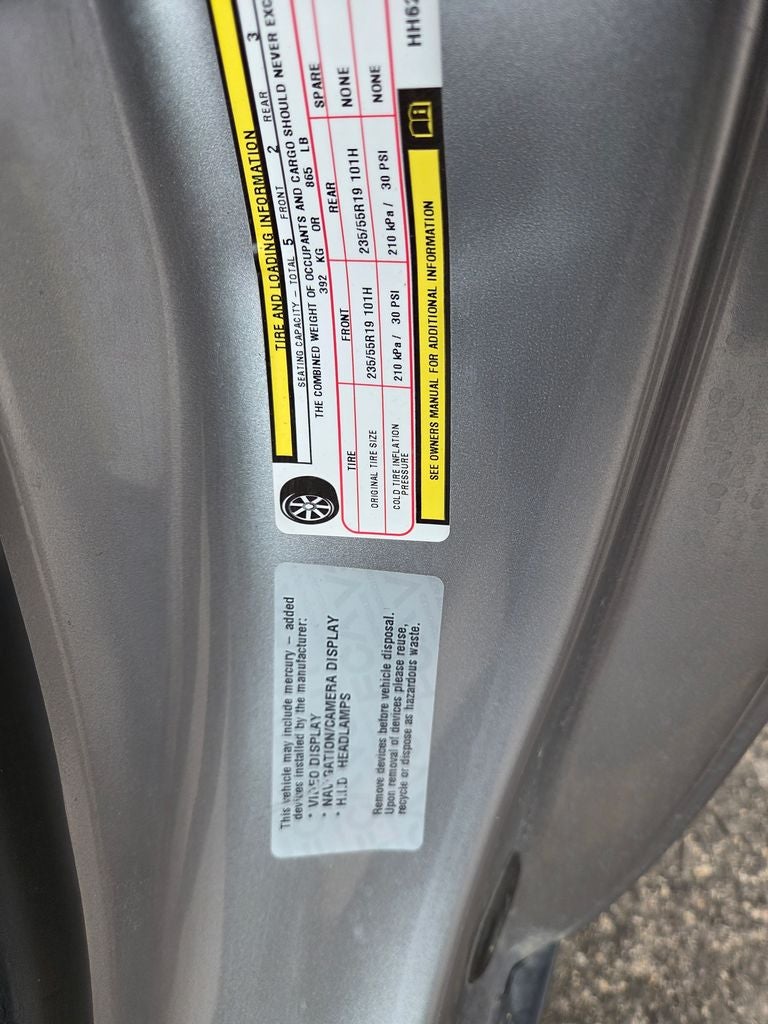 TIRE AND LOADING INFORMATION
SEATING CAPACITY – TOTAL 5 FRONT 2 REAR 3
THE COMBINED WEIGHT OF OCCUPANTS AND CARGO SHOULD NEVER EXC
392 KG OR 865 LB
TIRE FRONT REAR SPARE
ORIGINAL TIRE SIZE 235/55R19 101H 235/55R19 101H NONE
COLD TIRE INFLATION PRESSURE 210 kPa / 30 PSI 210 kPa / 30 PSI NONE
SEE OWNERS MANUAL FOR ADDITIONAL INFORMATION
HH62
This vehicle may include mercury – added
devices installed by the manufacturer:
• VIDEO DISPLAY
• NAVIGATION/CAMERA DISPLAY
• H.I.D. HEADLAMPS
Remove devices before vehicle disposal.
Upon removal of devices please reuse,
recycle or dispose as hazardous waste.